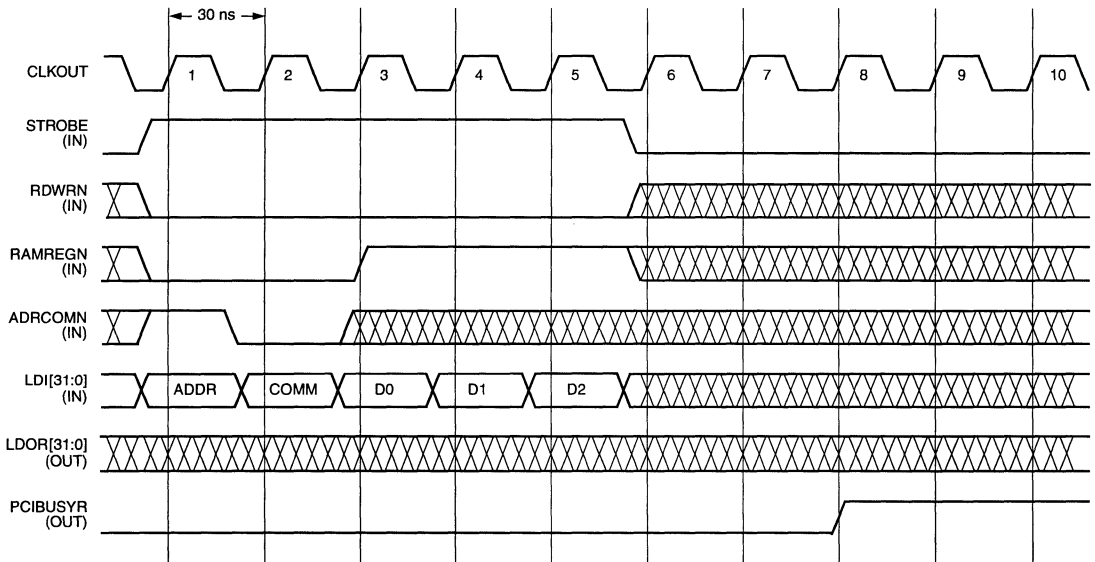 30 ns
CLKOUT 1 2 3 4 5 6 7 8 9 10
STROBE
(IN)
RDWRN
(IN)
RAMREGN
(IN)
ADRCOMN
(IN)
LDI[31:0] ADDR COMM D0 D1 D2
(IN)
LDOR[31:0]
(OUT)
PCIBUSYR
(OUT)